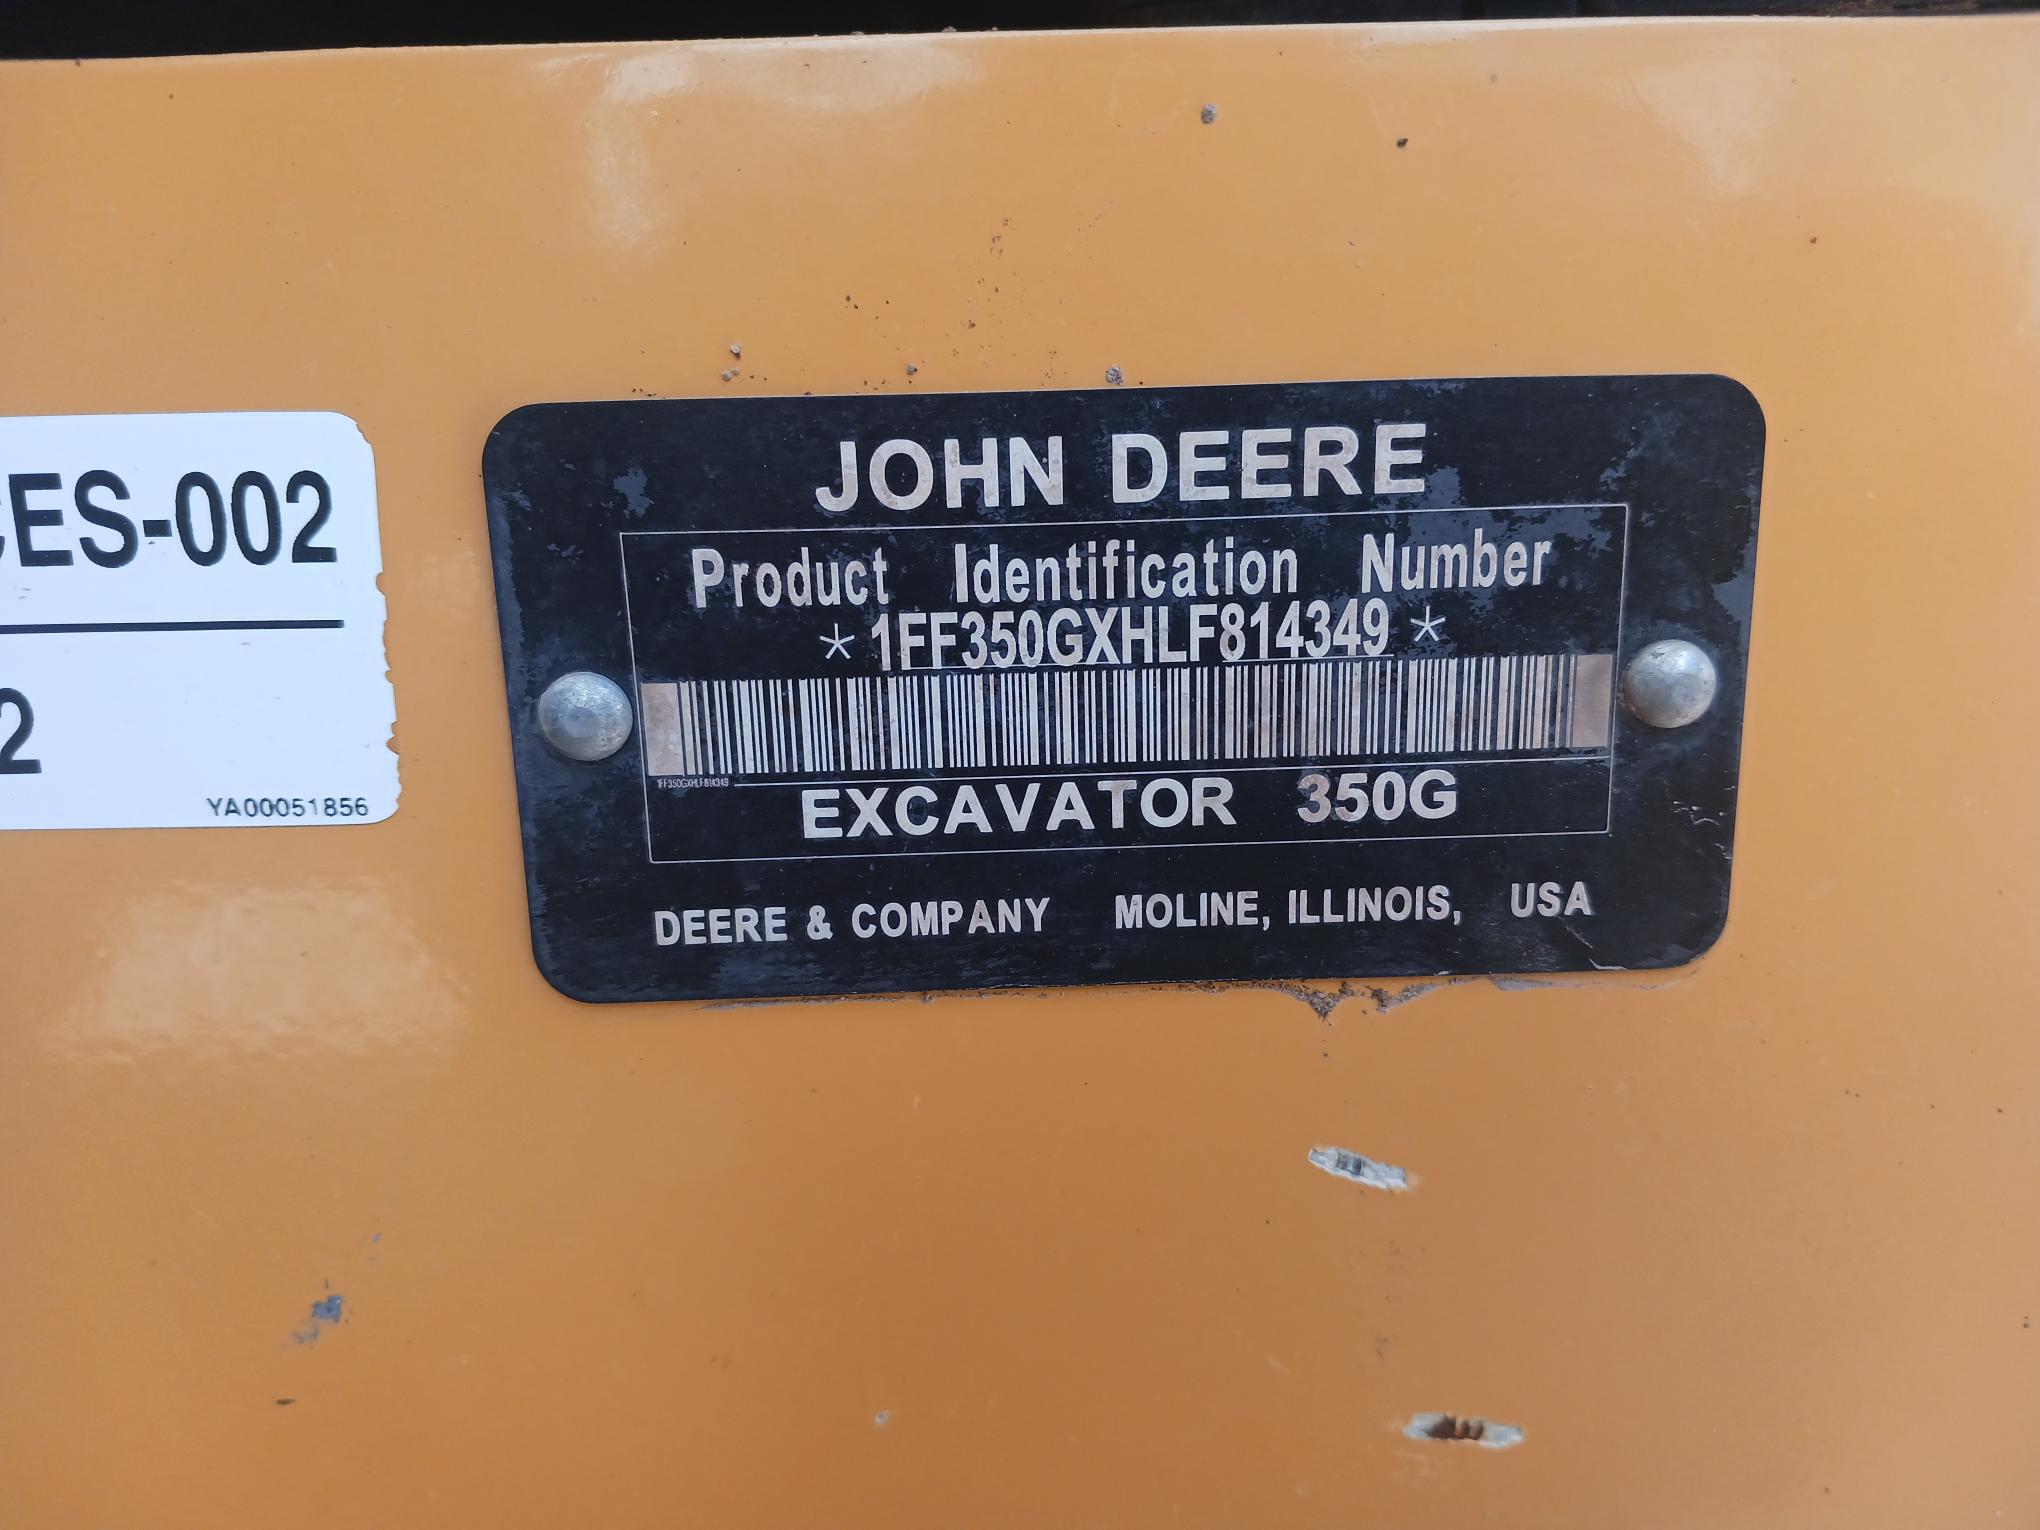 CES-002
2
YA00051856
JOHN DEERE
Product Identification Number
*1FF350GXHLF814349*
1FF350GXHLF814349
EXCAVATOR 350G
DEERE & COMPANY MOLINE, ILLINOIS, USA